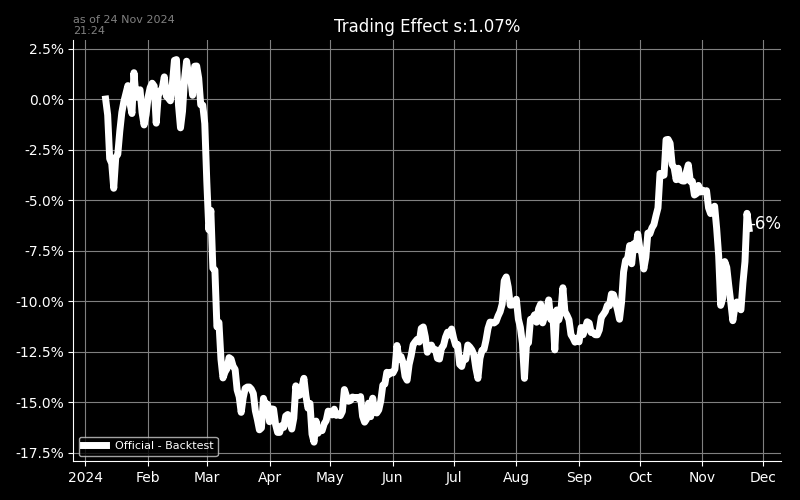 as of 24 Nov 2024
21:24
Trading Effect s:1.07%
2.5%
0.0%
-2.5%
-5.0%
-7.5%
-10.0%
-12.5%
-15.0%
-17.5%
-6%
Official - Backtest
2024 Feb Mar Apr May Jun Jul Aug Sep Oct Nov Dec